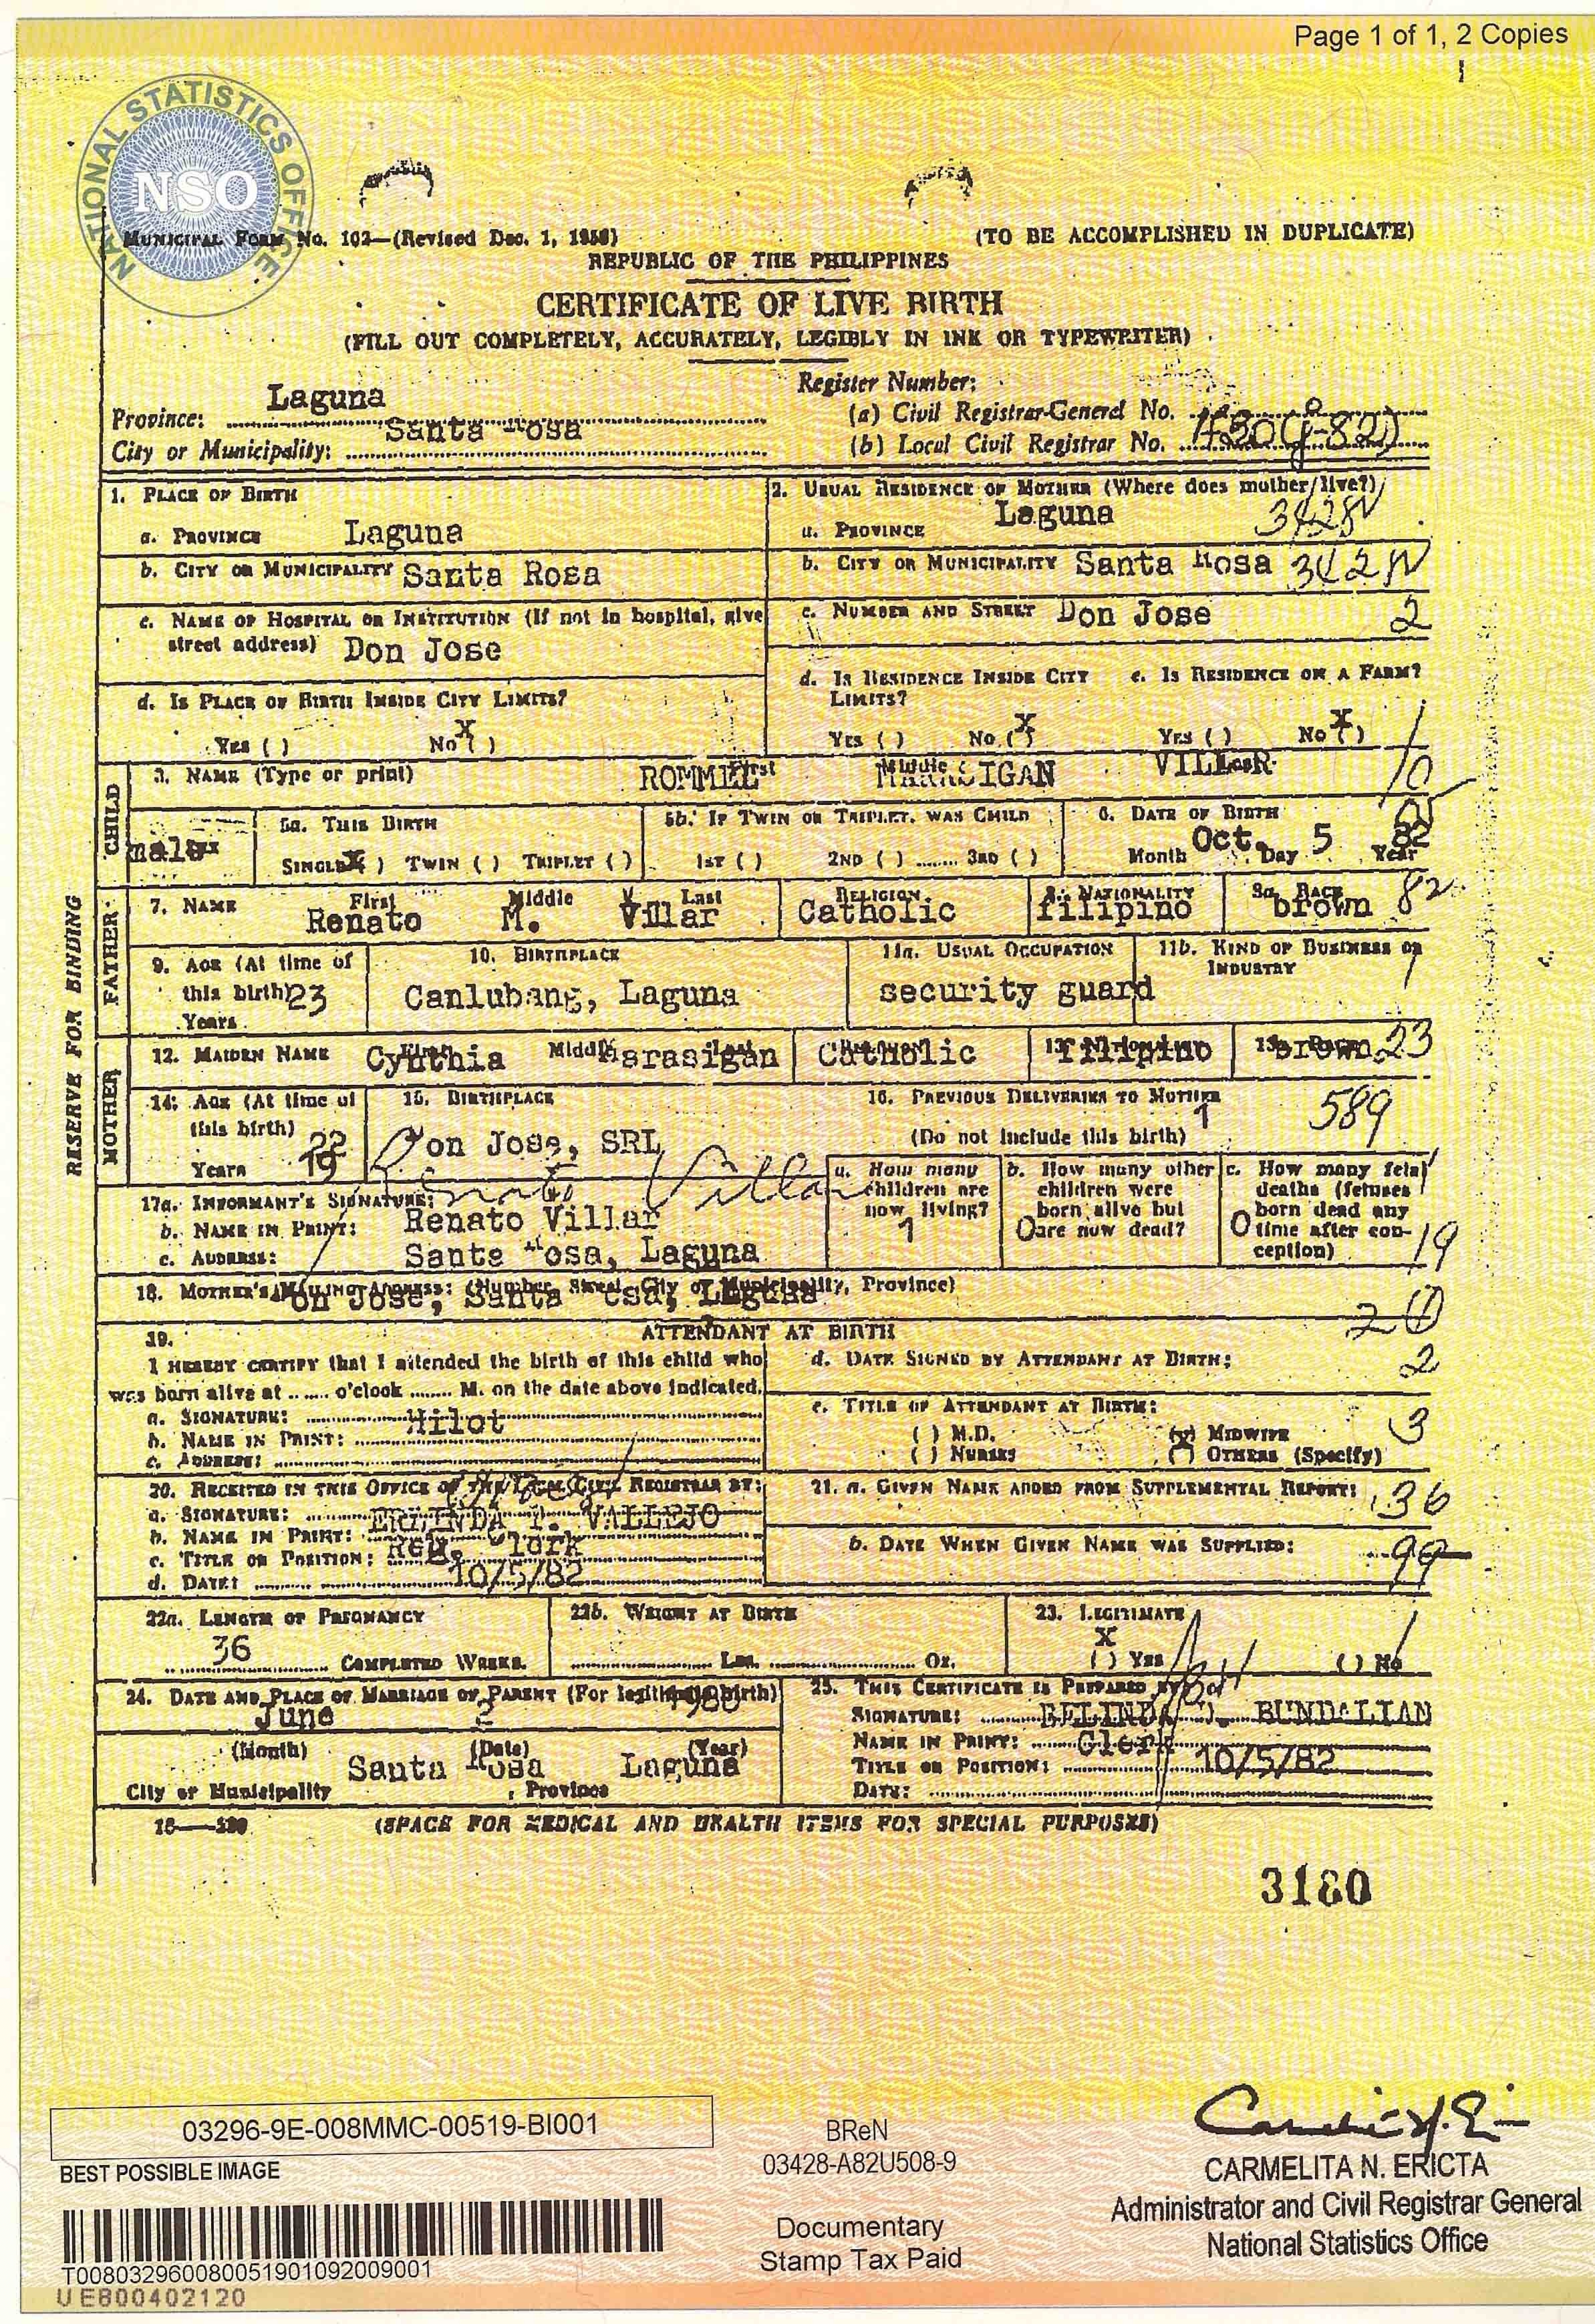 Page 1 of 1, 2 Copies
NATIONAL STATISTICS OFFICE
NSO
MUNICIPAL FORM No. 102—(Revised Dec. 1, 1958)
(TO BE ACCOMPLISHED IN DUPLICATE)
REPUBLIC OF THE PHILIPPINES
CERTIFICATE OF LIVE BIRTH
(FILL OUT COMPLETELY, ACCURATELY, LEGIBLY IN INK OR TYPEWRITER)
Register Number:
Province: Laguna
(a) Civil Registrar-General No.
City or Municipality: Santa Rosa
(b) Local Civil Registrar No.
1. PLACE OF BIRTH
2. USUAL RESIDENCE OF MOTHER (Where does mother live?)
a. PROVINCE Laguna
a. PROVINCE Laguna 3428
b. CITY OR MUNICIPALITY Santa Rosa
b. CITY OR MUNICIPALITY Santa Rosa
c. NAME OF HOSPITAL OR INSTITUTION (If not in hospital, give street address) Don Jose
c. NUMBER AND STREET Don Jose 2
d. IS PLACE OF BIRTH INSIDE CITY LIMITS?
YES ( ) NO (X)
d. IS RESIDENCE INSIDE CITY LIMITS?
YES ( ) NO (X)
e. IS RESIDENCE ON A FARM?
YES ( ) NO (X)
CHILD
3. NAME (Type or print) First Middle Last
ROMMEL MARASIGAN VILLAR
male
5a. THIS BIRTH
SINGLE (X) TWIN ( ) TRIPLET ( )
5b. IF TWIN OR TRIPLET, WAS CHILD
1ST ( ) 2ND ( ) 3RD ( )
6. DATE OF BIRTH
Month Oct. Day 5 Year 82
RESERVE FOR BINDING
FATHER
7. NAME First Middle Last
Renato M. Villar
RELIGION Catholic
8. NATIONALITY Filipino
8a. RACE brown 82
9. AGE (At time of this birth) 23 Years
10. BIRTHPLACE
Canlubang, Laguna
11a. USUAL OCCUPATION
security guard
11b. KIND OF BUSINESS OR INDUSTRY
MOTHER
12. MAIDEN NAME First Middle Last
Cynthia Marasigan
Catholic
13. NATIONALITY Filipino
13a. RACE brown 23
14. AGE (At time of this birth) 22 19 Years
15. BIRTHPLACE
Don Jose, SRL
16. PREVIOUS DELIVERIES TO MOTHER 1
(Do not include this birth)
589
a. How many children are now living? 1
b. How many other children were born alive but are now dead? 0
c. How many fetal deaths (fetuses born dead any time after conception) 0
19
17a. INFORMANT'S SIGNATURE: Renato Villar
b. NAME IN PRINT: Renato Villar
c. ADDRESS: Santa Rosa, Laguna
18. MOTHER'S MAILING ADDRESS: (Number, Street, City or Municipality, Province)
Don Jose, Santa Rosa, Laguna
19. ATTENDANT AT BIRTH
I HEREBY CERTIFY that I attended the birth of this child who was born alive at ...... o'clock ...... M. on the date above indicated.
a. SIGNATURE: Hilot
b. NAME IN PRINT:
c. ADDRESS:
d. DATE SIGNED BY ATTENDANT AT BIRTH: 2
e. TITLE OF ATTENDANT AT BIRTH:
( ) M.D.
( ) NURSE
MIDWIFE
OTHERS (Specify)
3
20. RECEIVED IN THIS OFFICE OF THE LOCAL CIVIL REGISTRAR BY:
a. SIGNATURE:
b. NAME IN PRINT: VALLEJO
c. TITLE OR POSITION: Reg. Clerk
d. DATE: 10/5/82
21. a. GIVEN NAME ADDED FROM SUPPLEMENTAL REPORT: 36
b. DATE WHEN GIVEN NAME WAS SUPPLIED: 99
22a. LENGTH OF PREGNANCY
36 COMPLETED WEEKS.
22b. WEIGHT AT BIRTH
Lbs. Oz.
23. LEGITIMATE
(X) YES ( ) NO
24. DATE AND PLACE OF MARRIAGE OF PARENT (For legitimate birth)
June 2 1980
(Month) (Date) (Year)
Santa Rosa Laguna
City or Municipality, Province
25. THIS CERTIFICATE IS PREPARED BY:
SIGNATURE: BELINDA BUNDALIAN
NAME IN PRINT: Clerk
TITLE OR POSITION: 10/5/82
DATE:
(SPACE FOR MEDICAL AND HEALTH ITEMS FOR SPECIAL PURPOSES)
3180
03296-9E-008MMC-00519-BI001
BEST POSSIBLE IMAGE
T008032960080051901092009001
UE800402120
BReN
03428-A82U508-9
Documentary
Stamp Tax Paid
CARMELITA N. ERICTA
Administrator and Civil Registrar General
National Statistics Office